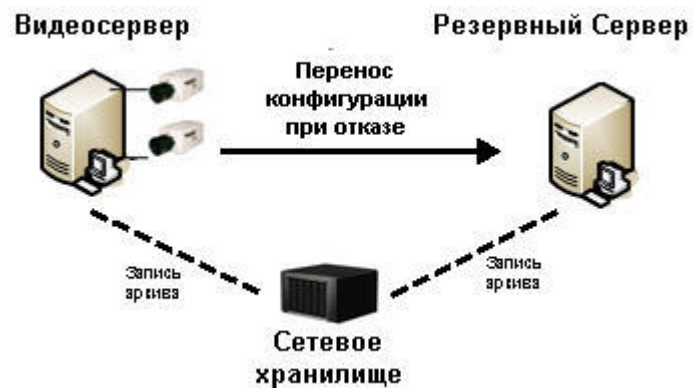 Видеосервер
Резервный Сервер
Перенос
конфигурации
при отказе
Запись
архива
Запись
архива
Сетевое
хранилище